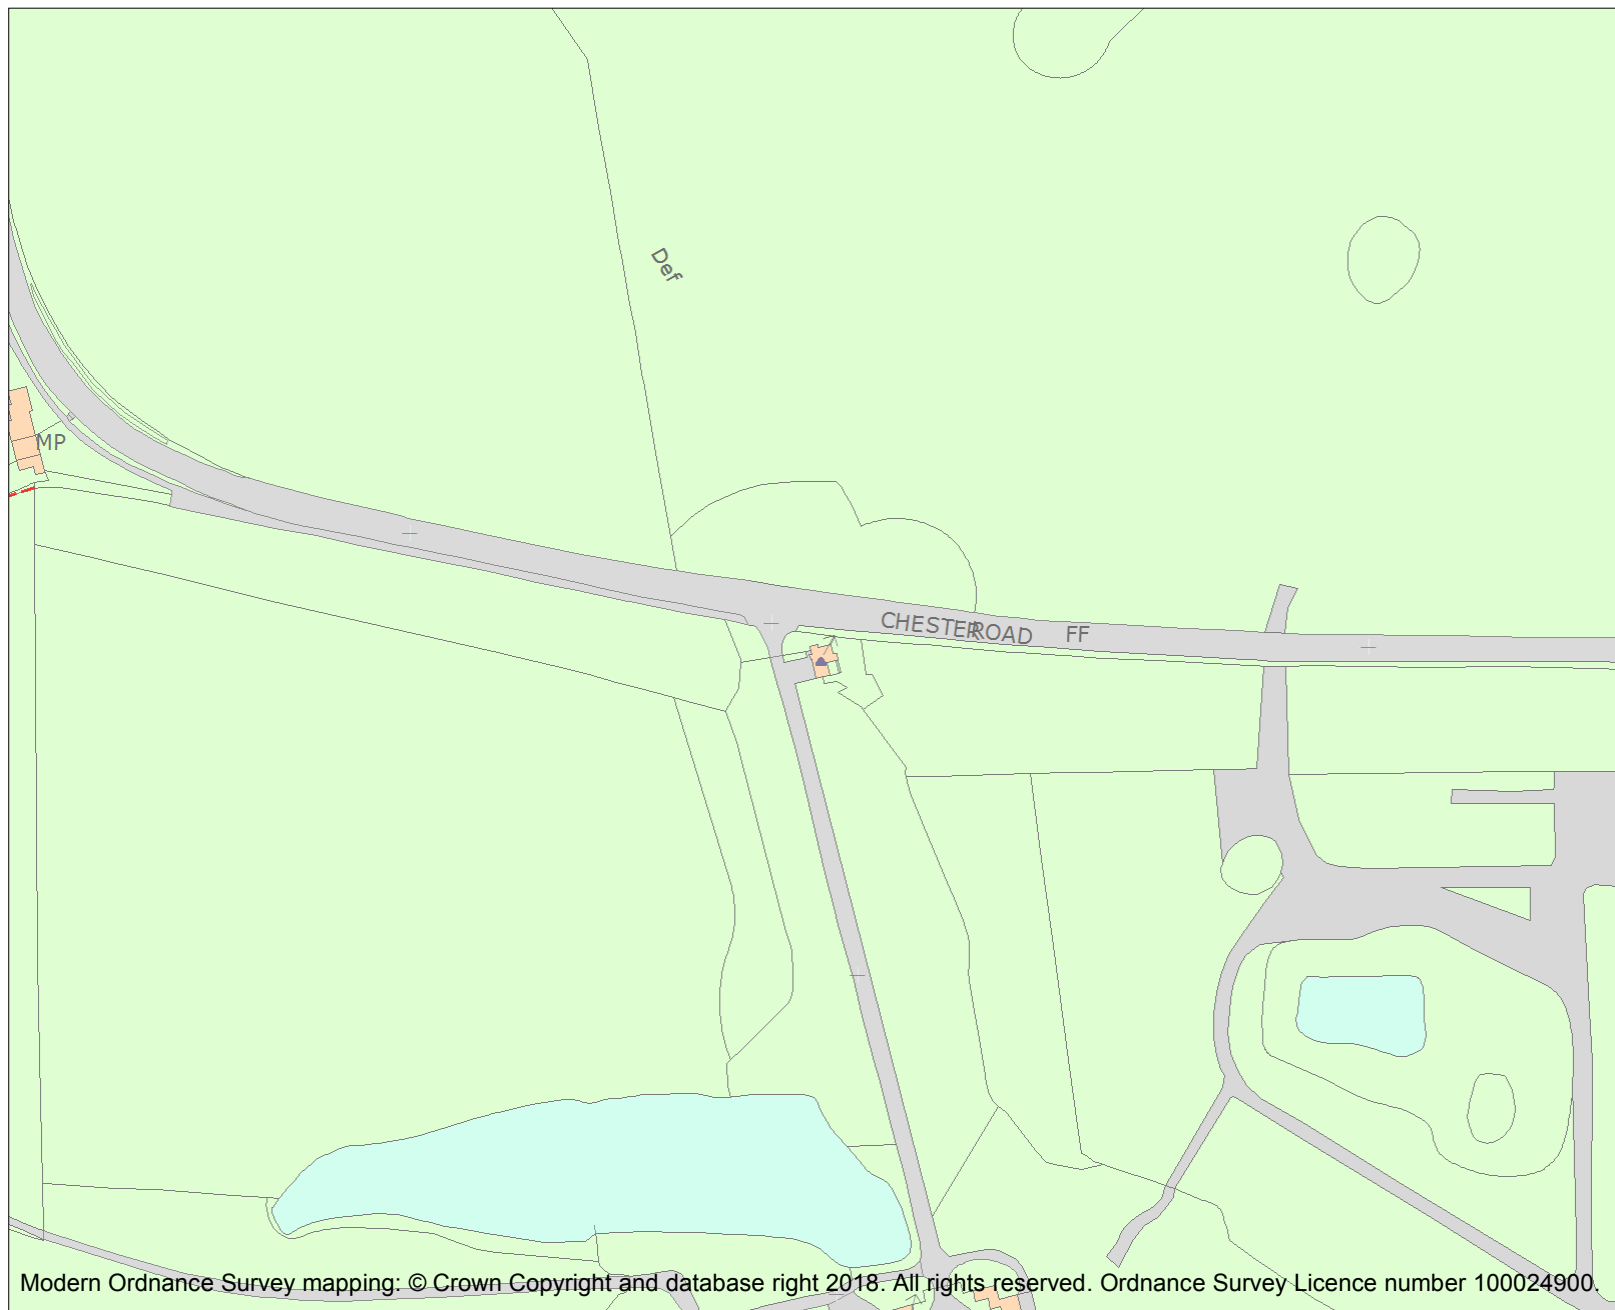 Def
MP
CHESTER ROAD FF
Modern Ordnance Survey mapping: © Crown Copyright and database right 2018. All rights reserved. Ordnance Survey Licence number 100024900.